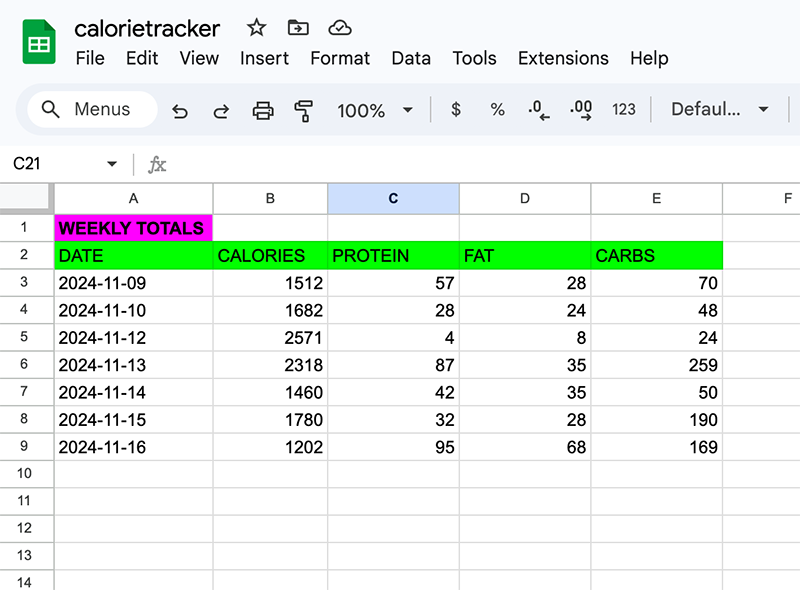 calorietracker
File Edit View Insert Format Data Tools Extensions Help
Menus 100% $ % .0 .00 123 Defaul...
C21 fx
A B C D E F
1 WEEKLY TOTALS
2 DATE CALORIES PROTEIN FAT CARBS
3 2024-11-09 1512 57 28 70
4 2024-11-10 1682 28 24 48
5 2024-11-12 2571 4 8 24
6 2024-11-13 2318 87 35 259
7 2024-11-14 1460 42 35 50
8 2024-11-15 1780 32 28 190
9 2024-11-16 1202 95 68 169
10
11
12
13
14